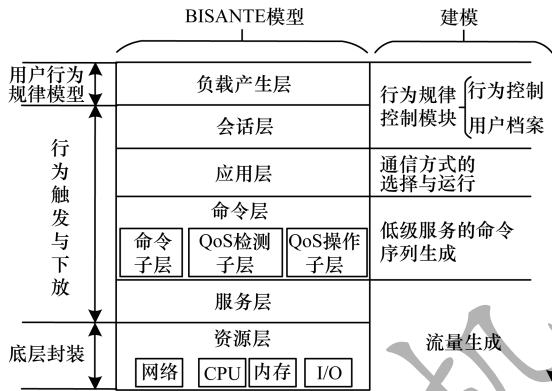 BISANTE模型
建模
用户行为
规律模型
负载产生层
行为规律
控制模块
行为控制
用户档案
会话层
行为触发与下放
应用层
通信方式的
选择与运行
命令层
命令
子层
QoS检测
子层
QoS操作
子层
低级服务的命令
序列生成
服务层
底层封装
资源层
网络
CPU
内存
I/O
流量生成